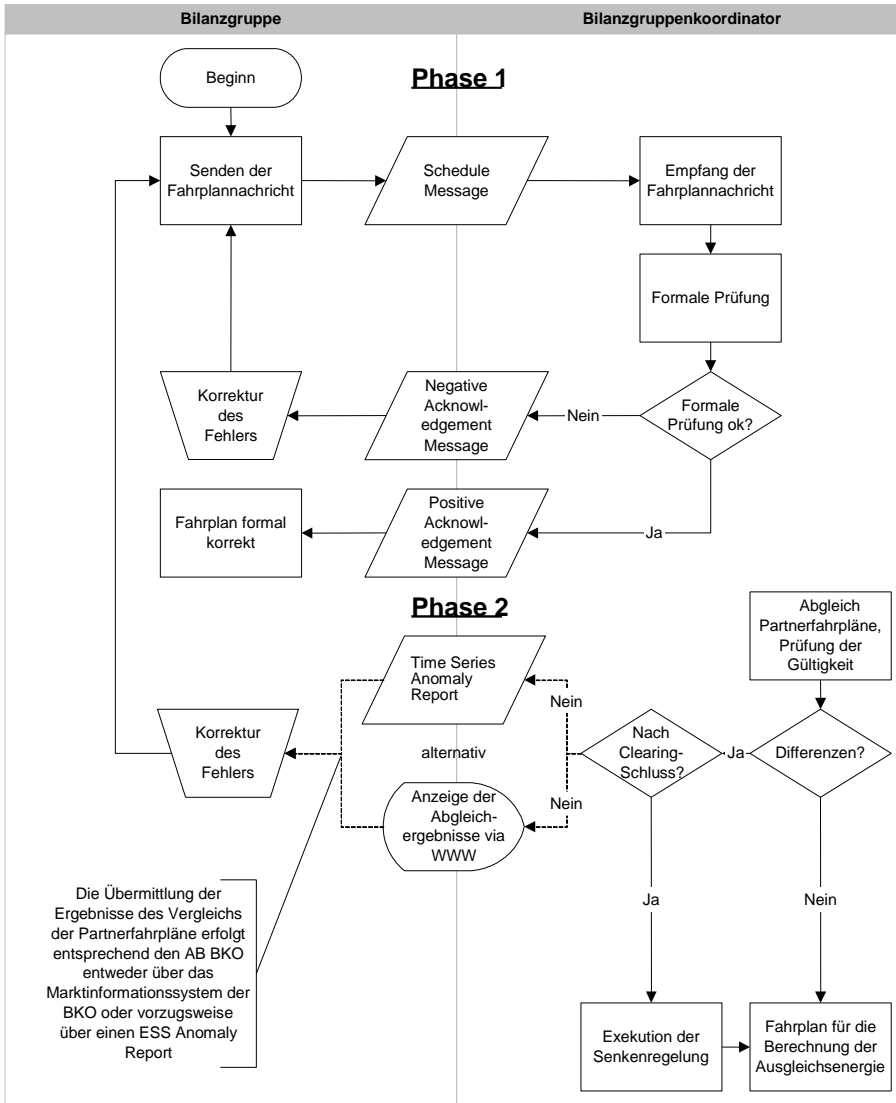 Bilanzgruppe
Bilanzgruppenkoordinator
Beginn
Phase 1
Senden der
Fahrplannachricht
Schedule
Message
Empfang der
Fahrplannachricht
Formale Prüfung
Korrektur
des
Fehlers
Negative
Acknowl-
edgement
Message
Nein
Formale
Prüfung ok?
Fahrplan formal
korrekt
Positive
Acknowl-
edgement
Message
Ja
Phase 2
Abgleich
Partnerfahrpläne,
Prüfung der
Gültigkeit
Time Series
Anomaly
Report
Nein
Korrektur
des
Fehlers
alternativ
Nach
Clearing-
Schluss?
Ja
Differenzen?
Nein
Anzeige der
Abgleich-
ergebnisse via
WWW
Die Übermittlung der
Ergebnisse des Vergleichs
der Partnerfahrpläne erfolgt
entsprechend den AB BKO
entweder über das
Marktinformationssystem der
BKO oder vorzugsweise
über einen ESS Anomaly
Report
Ja
Nein
Exekution der
Senkenregelung
Fahrplan für die
Berechnung der
Ausgleichsenergie